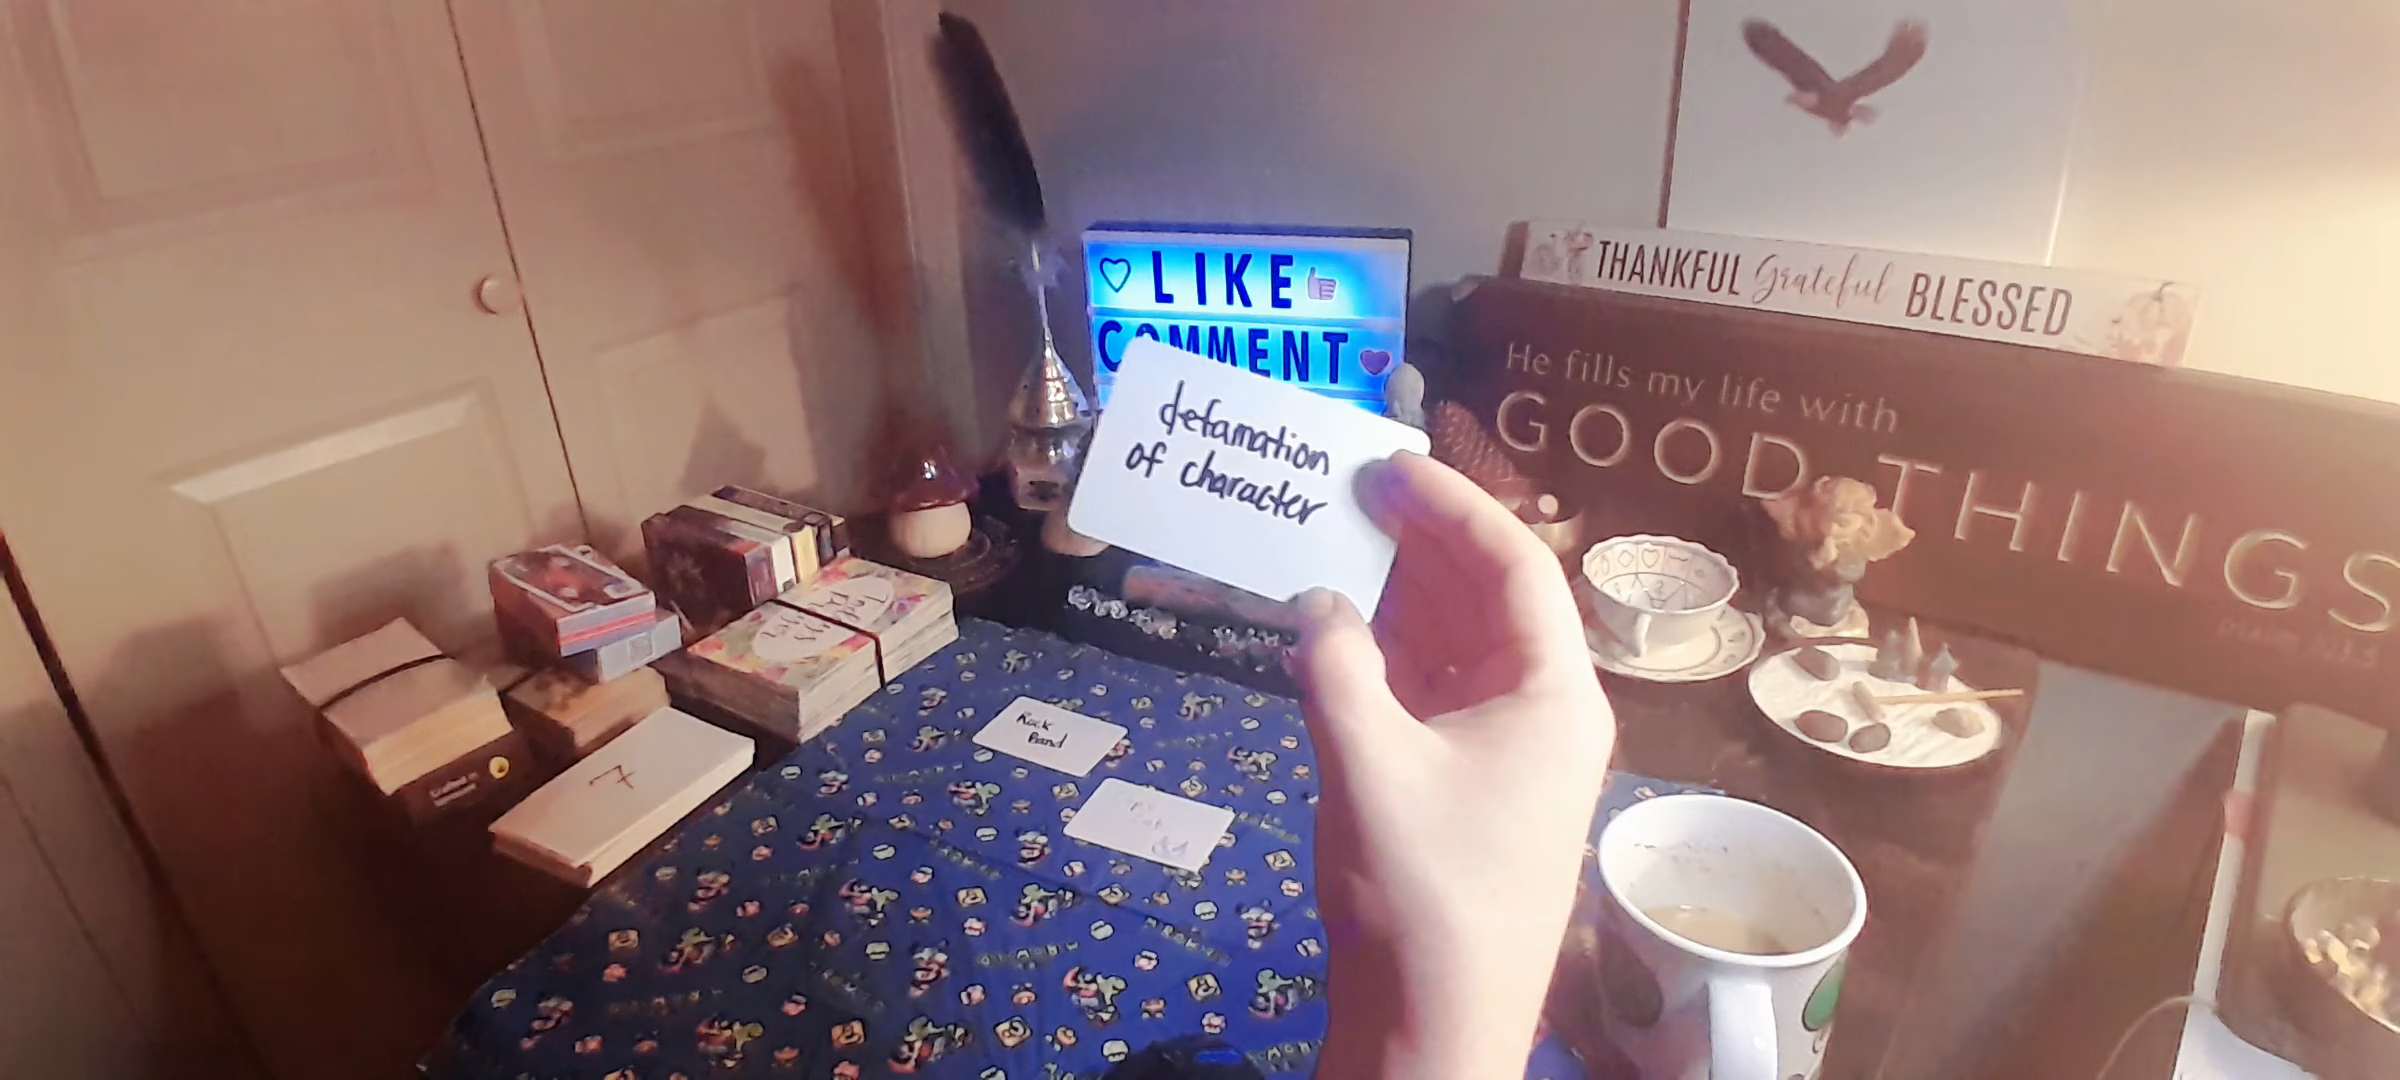 LIKE
COMMENT
defamation
of character
THANKFUL Grateful BLESSED
He fills my life with
GOOD THINGS
Rock
Band
7